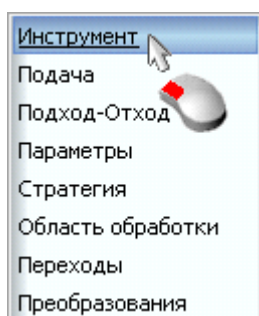 Инструмент
Подача
Подход-Отход
Параметры
Стратегия
Область обработки
Переходы
Преобразования